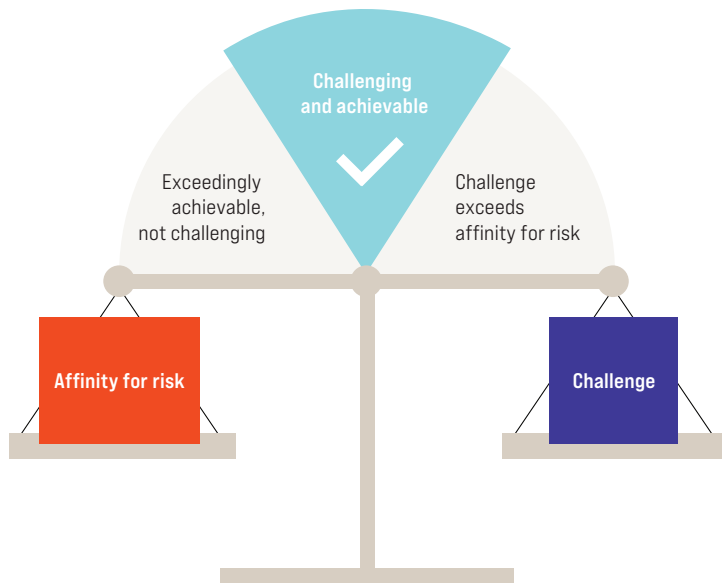 Challenging
and achievable
Exceedingly
achievable,
not challenging
Challenge
exceeds
affinity for risk
Affinity for risk
Challenge